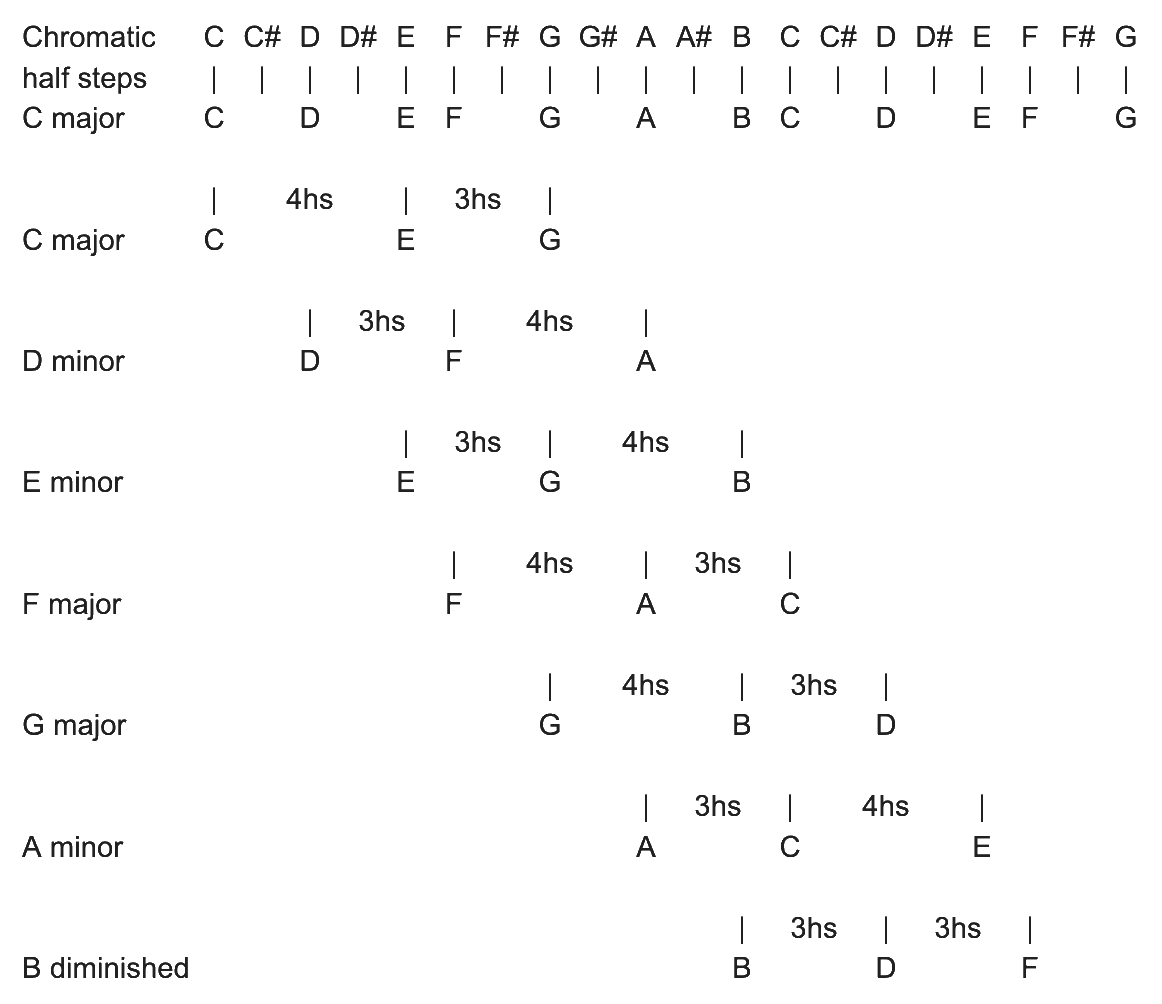 Chromatic C C# D D# E F F# G G# A A# B C C# D D# E F F# G
half steps | | | | | | | | | | | | | | | | | | | |
C major C D E F G A B C D E F G
| 4hs | 3hs |
C major C E G
| 3hs | 4hs |
D minor D F A
| 3hs | 4hs |
E minor E G B
| 4hs | 3hs |
F major F A C
| 4hs | 3hs |
G major G B D
| 3hs | 4hs |
A minor A C E
| 3hs | 3hs |
B diminished B D F